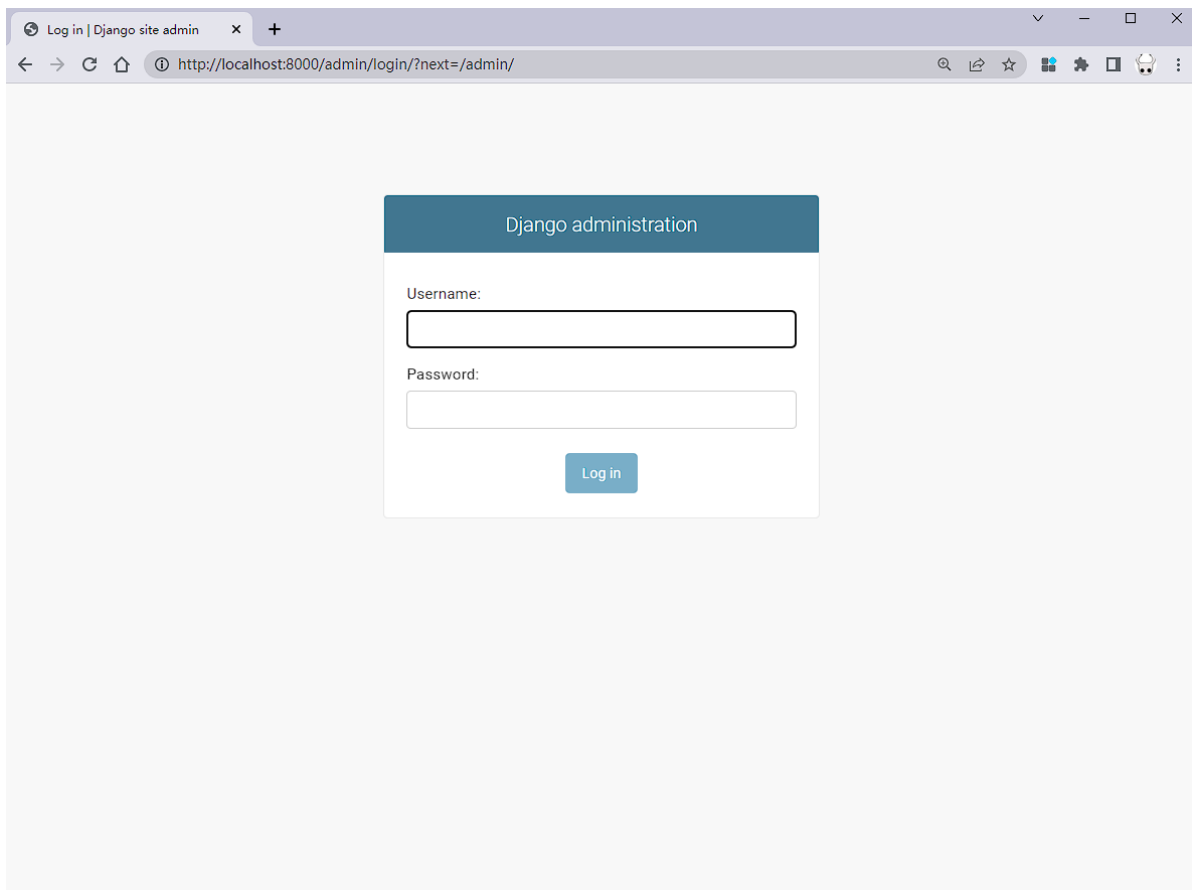 Log in | Django site admin
http://localhost:8000/admin/login/?next=/admin/
Django administration
Username:
Password:
Log in